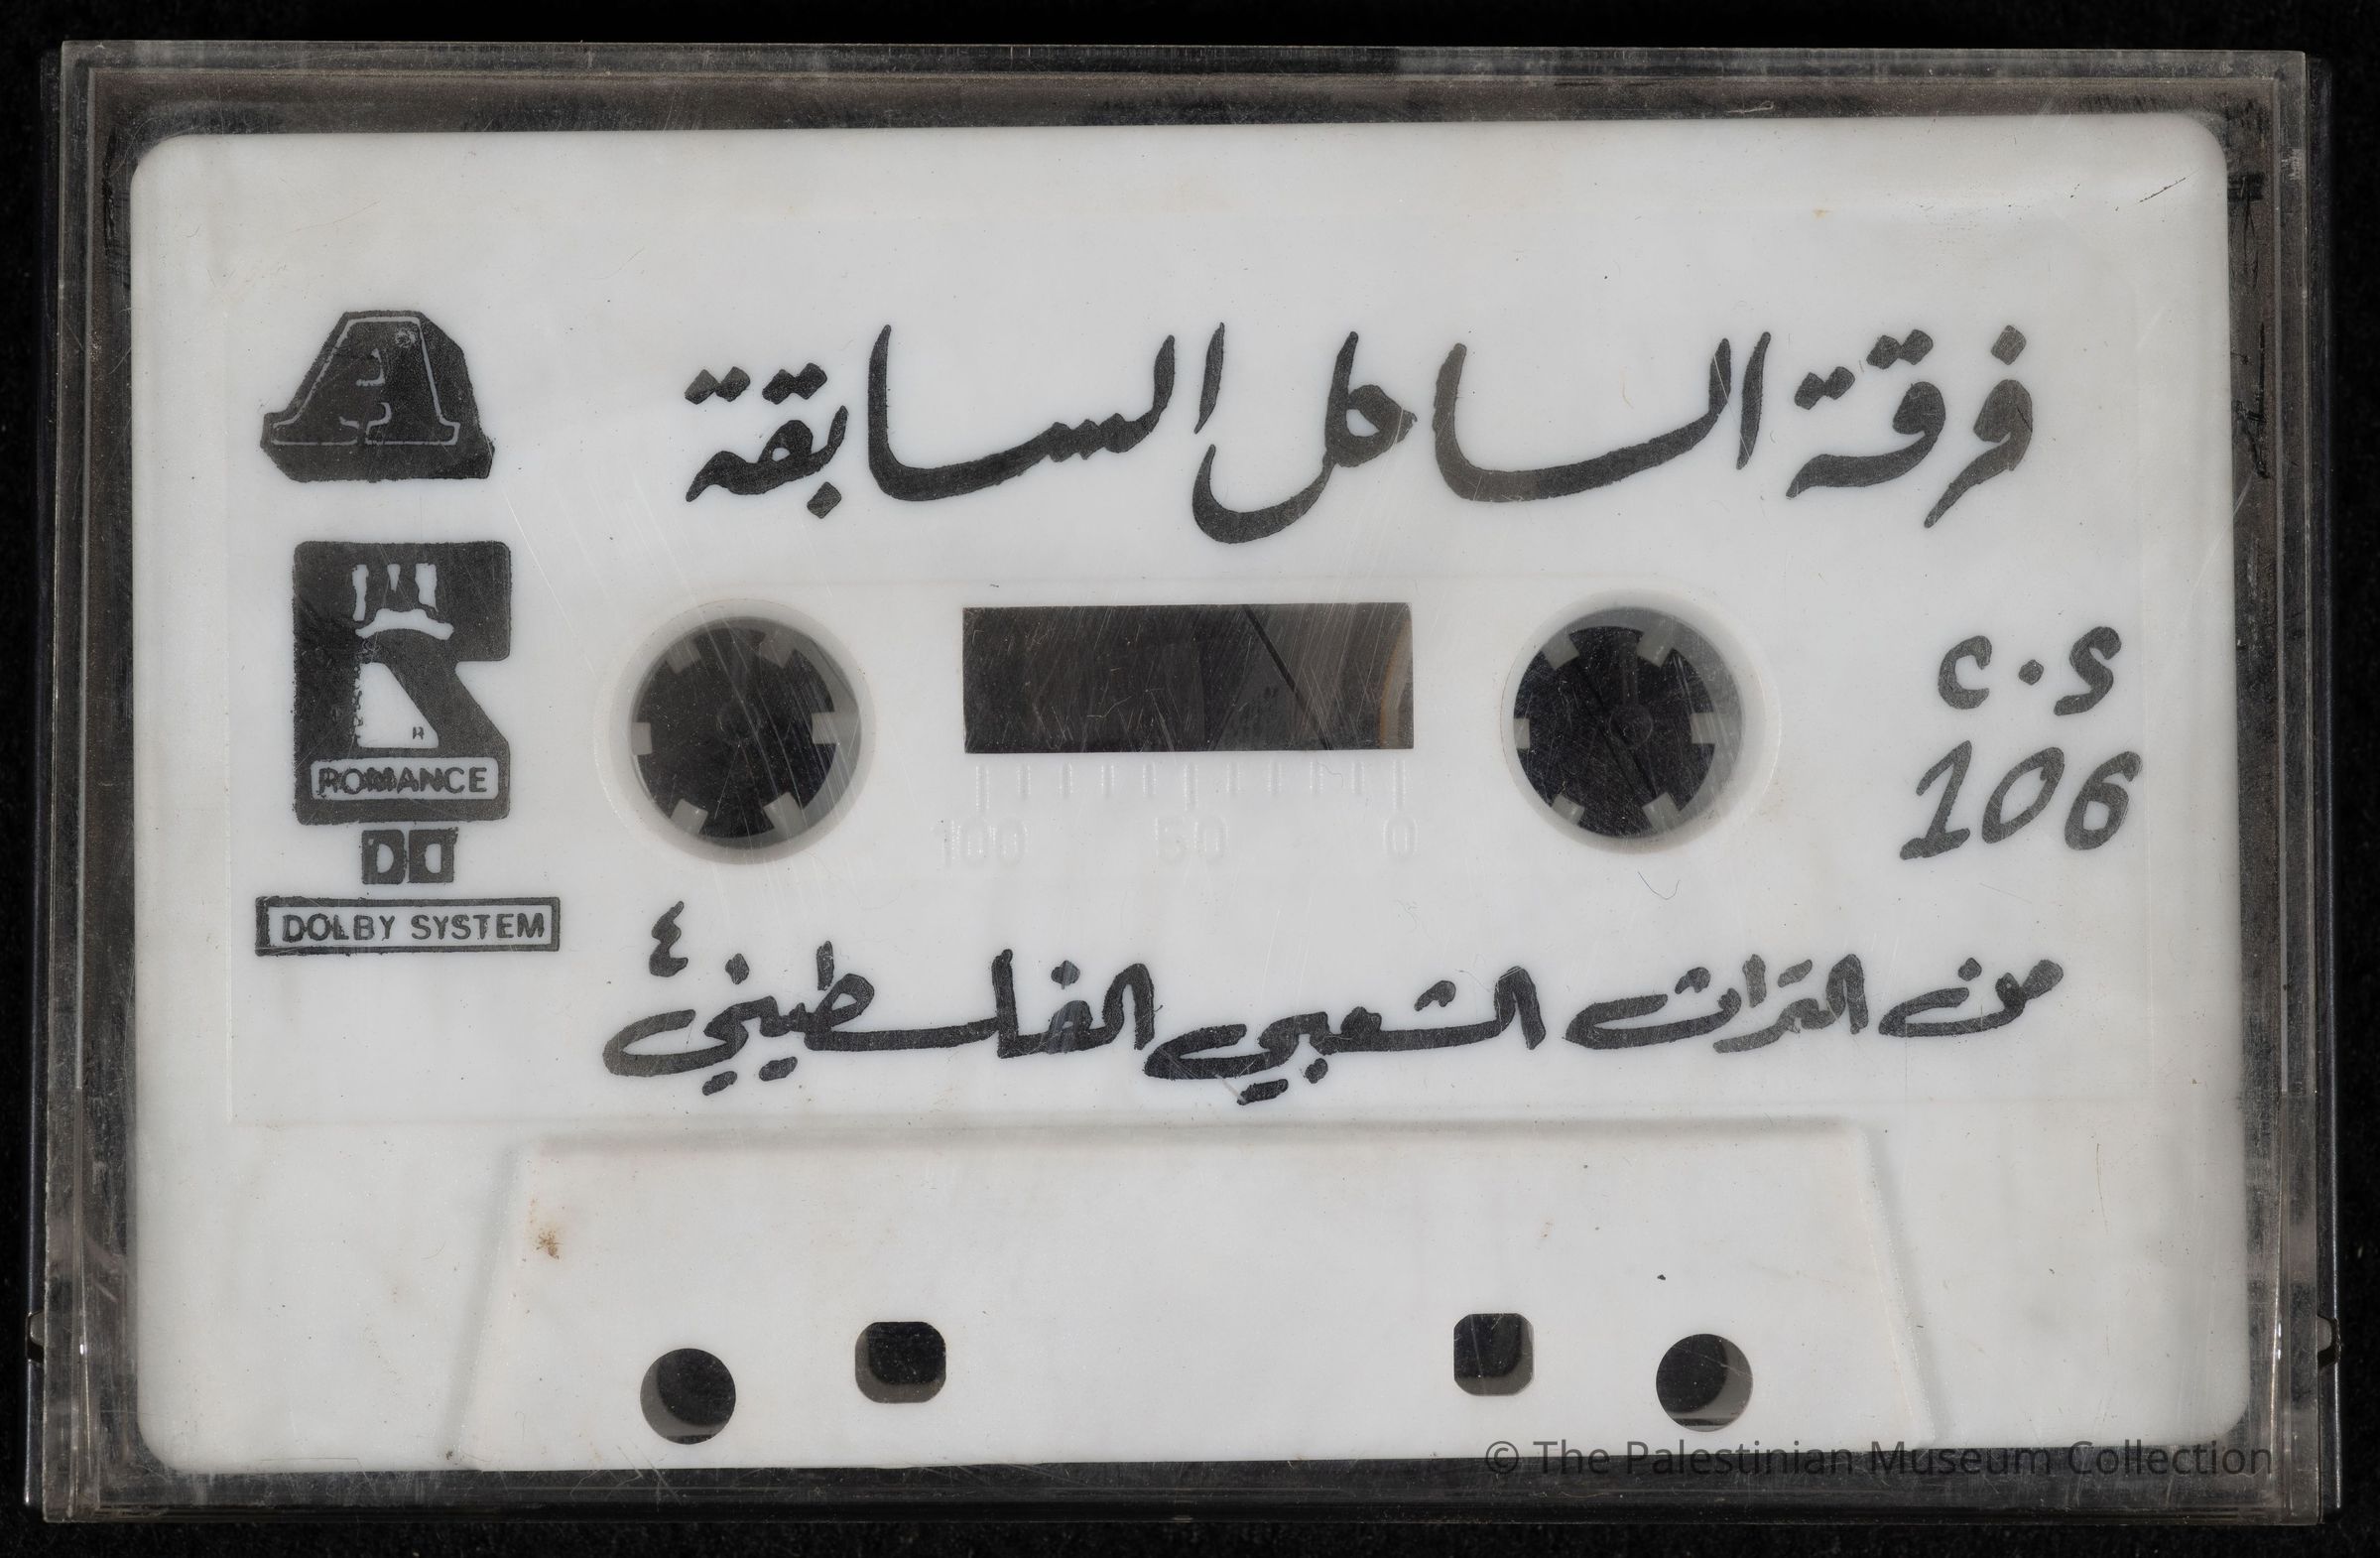 فرقة الساحل السابقة
A
ROMANCE
DOLBY SYSTEM
c.s
106
100 50 0
من التراث الشعبي الفلسطيني ٤
© The Palestinian Museum Collection